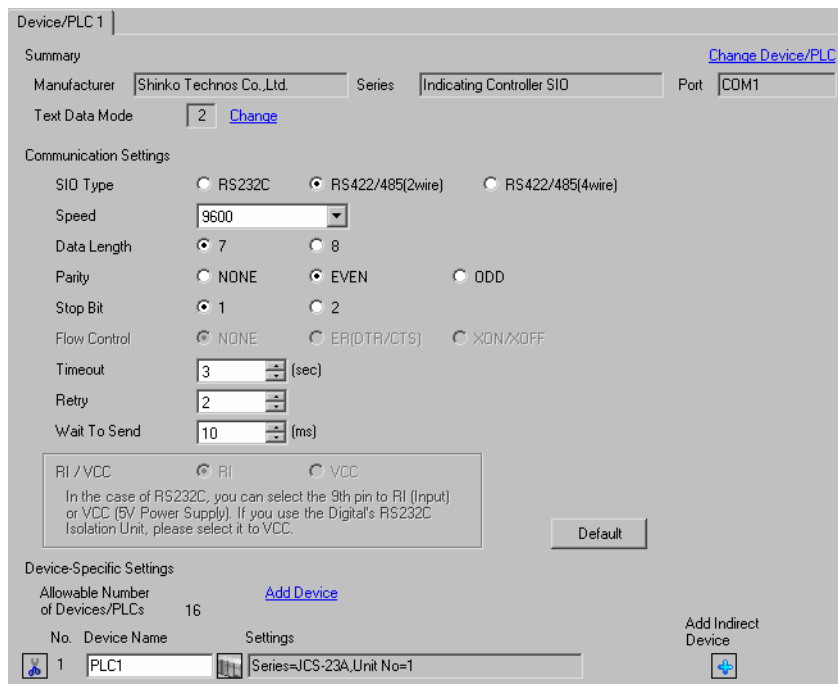 Device/PLC 1
Summary
Change Device/PLC
Manufacturer Shinko Technos Co.,Ltd. Series Indicating Controller SIO Port COM1
Text Data Mode 2 Change
Communication Settings
SIO Type RS232C RS422/485(2wire) RS422/485(4wire)
Speed 9600
Data Length 7 8
Parity NONE EVEN ODD
Stop Bit 1 2
Flow Control NONE ER(DTR/CTS) XON/XOFF
Timeout 3 (sec)
Retry 2
Wait To Send 10 (ms)
RI / VCC RI VCC
In the case of RS232C, you can select the 9th pin to RI (Input)
or VCC (5V Power Supply). If you use the Digital's RS232C
Isolation Unit, please select it to VCC.
Default
Device-Specific Settings
Allowable Number
of Devices/PLCs 16
Add Device
Add Indirect
Device
No. Device Name Settings
1 PLC1 Series=JCS-23A,Unit No=1